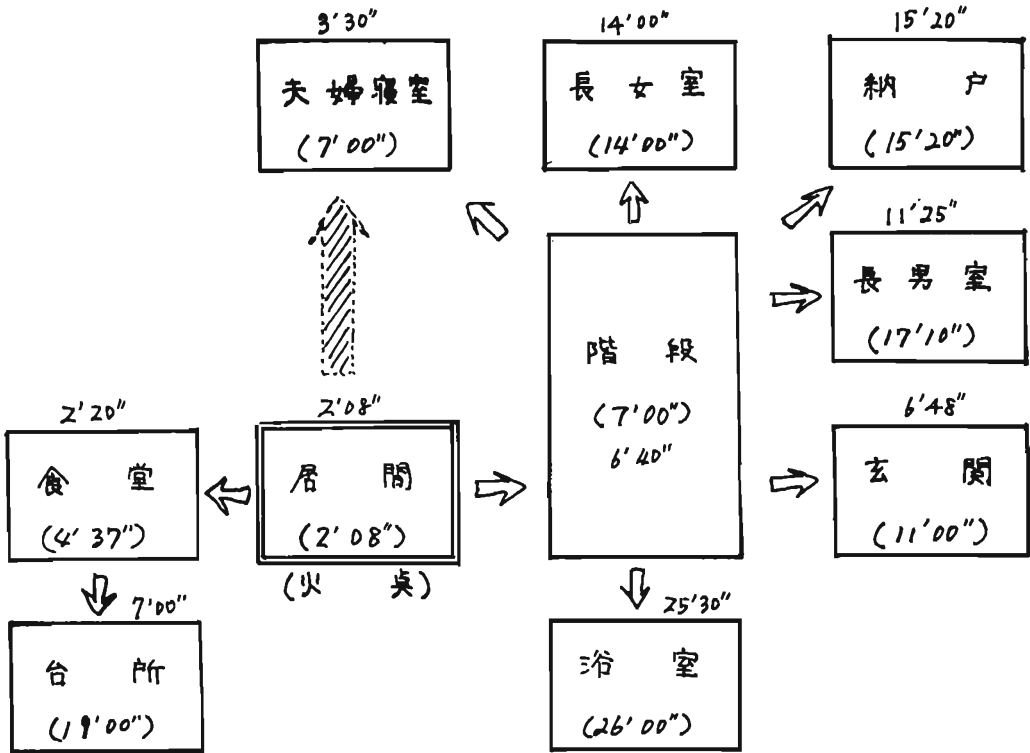 3'30"
夫婦寝室
(7'00")
14'00"
長女室
(14'00")
15'20"
納戸
(15'20")
11'25"
長男室
(17'10")
階段
(7'00")
6'40"
2'20"
食堂
(4'37")
2'08"
居間
(2'08")
(火点)
6'48"
玄関
(11'00")
7'00"
台所
(19'00")
25'30"
浴室
(26'00")